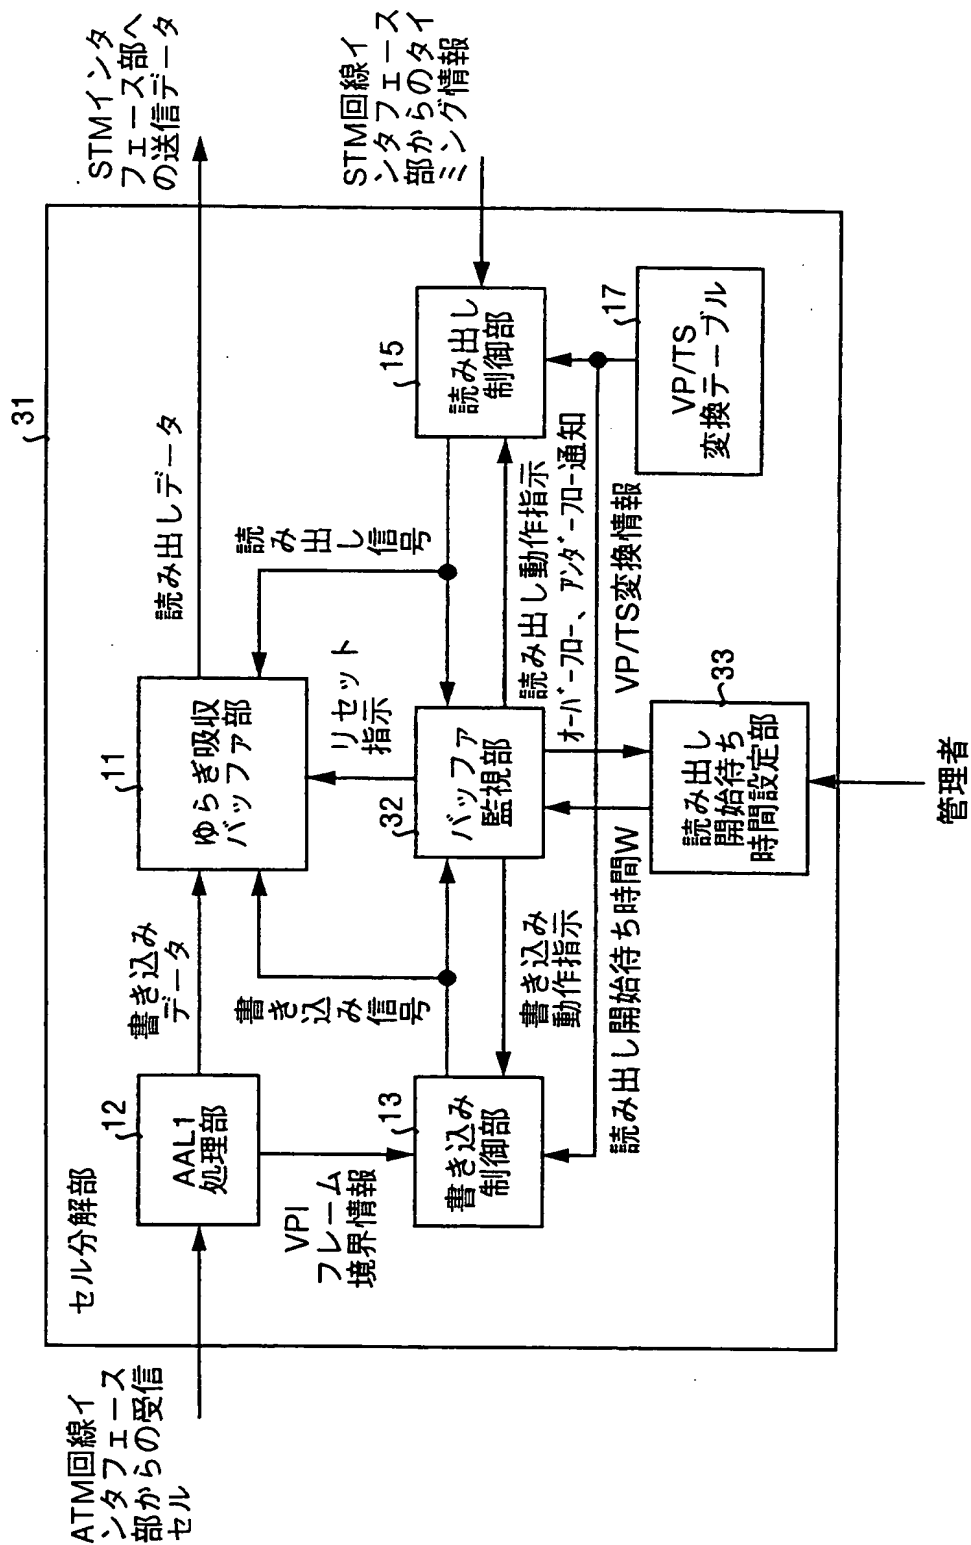 31
セル分解部
ATM回線イ
ンタフェース
部からの受信
セル
12
AAL1
処理部
書き込み
データ
11
ゆらぎ吸収
バッファ部
読み出しデータ
STMインタ
フェース部へ
の送信データ
VPI
フレーム
境界情報
書き込み信号
リセット
指示
読み出し信号
STM回線イ
ンタフェース
部からのタイ
ミング情報
13
書き込み
制御部
32
バッファ
監視部
15
読み出し
制御部
書き込み
動作指示
読み出し動作指示
オーバーフロー、アンダーフロー通知
読み出し開始待ち時間W
VP/TS変換情報
33
読み出し
開始待ち
時間設定部
17
VP/TS
変換テーブル
管理者